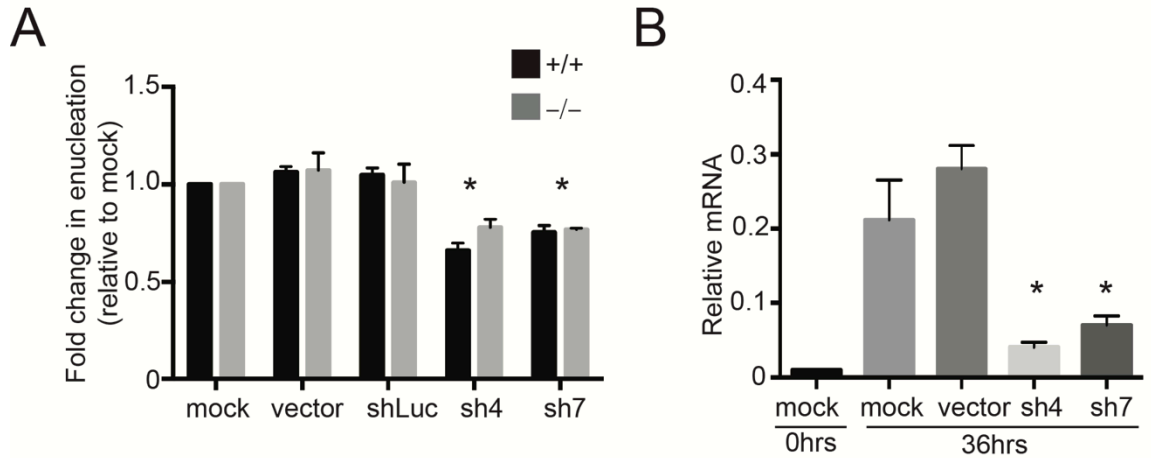 A
+/+
–/–
Fold change in enucleation
(relative to mock)
1.5
1.0
0.5
0
* *
mock vector shLuc sh4 sh7
B
Relative mRNA
0.4
0.3
0.2
0.1
0
* *
mock mock vector sh4 sh7
0hrs 36hrs